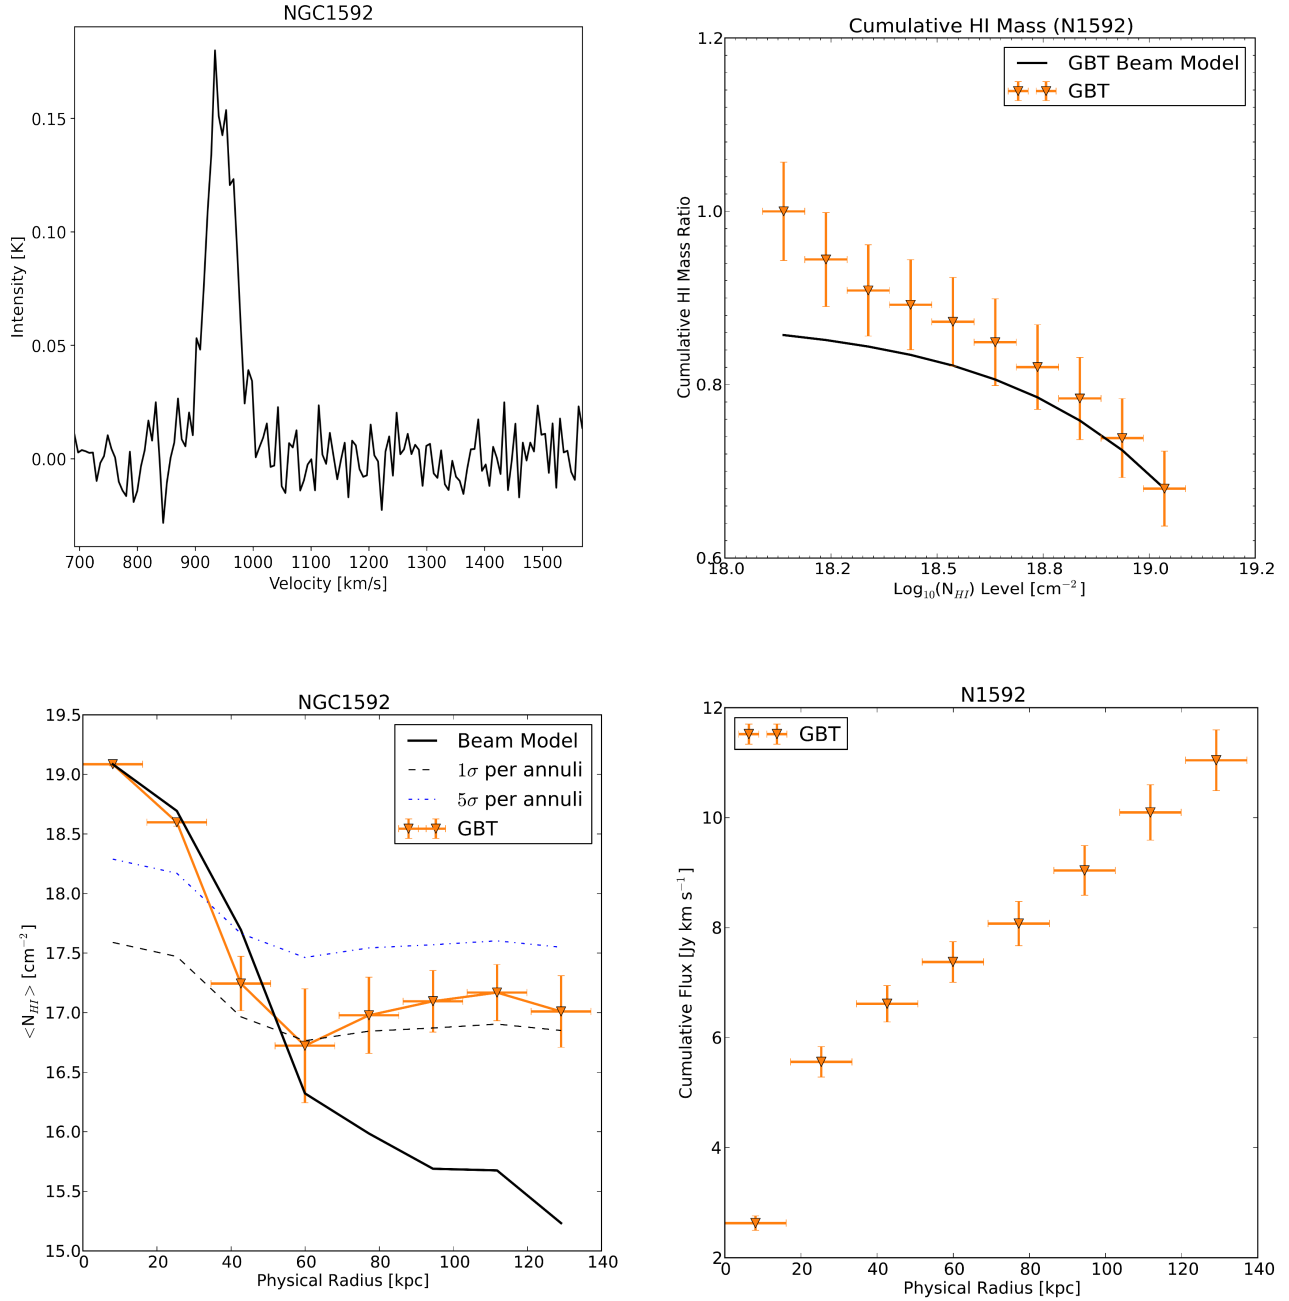 NGC1592
0.15
0.10
0.05
0.00
Intensity [K]
700 800 900 1000 1100 1200 1300 1400 1500
Velocity [km/s]
Cumulative HI Mass (N1592)
1.2
1.0
0.8
0.6
Cumulative HI Mass Ratio
GBT Beam Model
GBT
18.0 18.2 18.5 18.8 19.0 19.2
Log₁₀(N_HI) Level [cm⁻²]
NGC1592
19.5
19.0
18.5
18.0
17.5
17.0
16.5
16.0
15.5
15.0
<N_HI> [cm⁻²]
Beam Model
1σ per annuli
5σ per annuli
GBT
0 20 40 60 80 100 120 140
Physical Radius [kpc]
N1592
12
10
8
6
4
2
Cumulative Flux [Jy km s⁻¹]
GBT
0 20 40 60 80 100 120 140
Physical Radius [kpc]